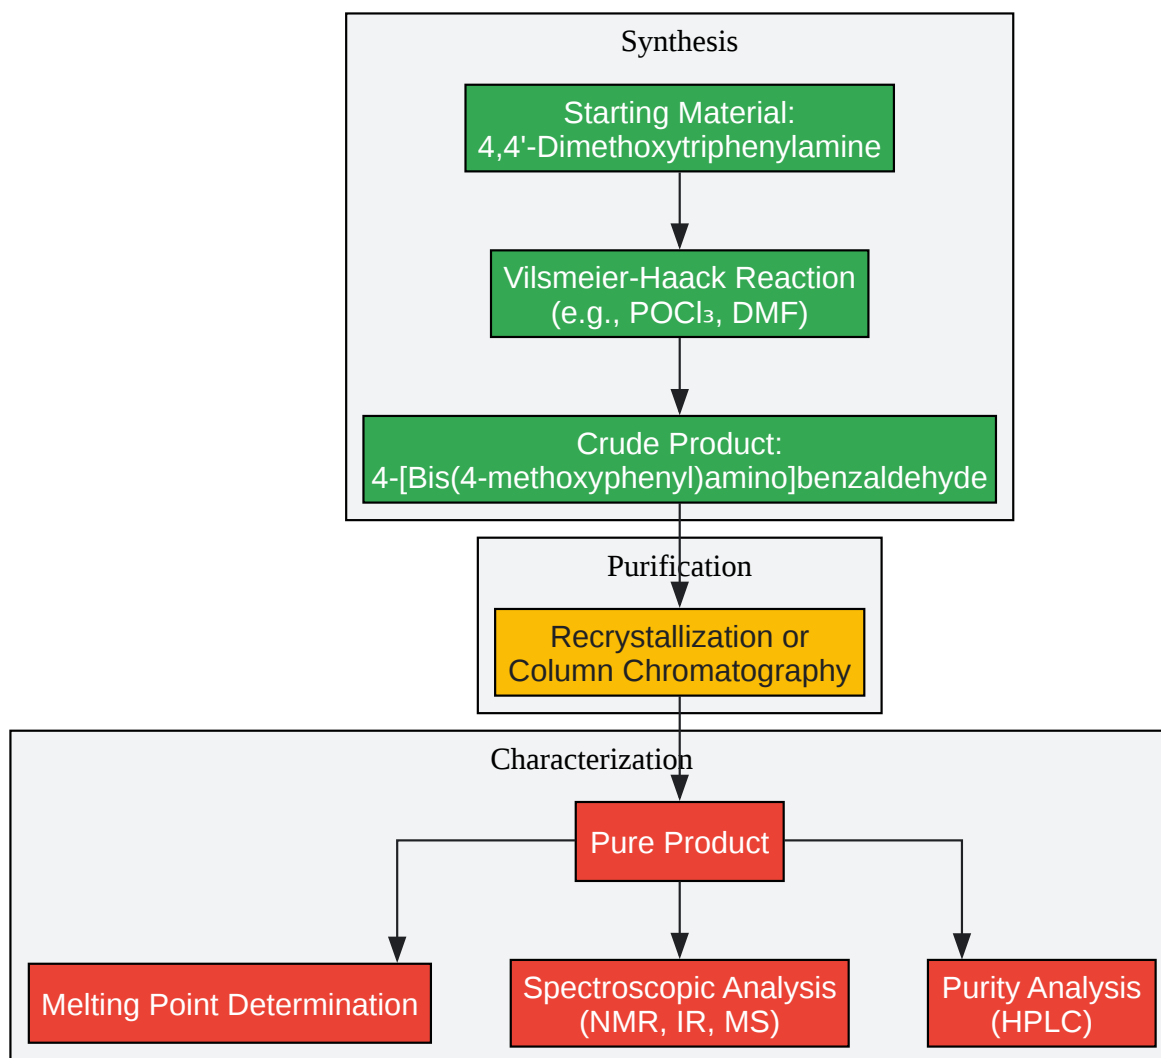 Synthesis
Starting Material:
4,4'-Dimethoxytriphenylamine
Vilsmeier-Haack Reaction
(e.g., POCl₃, DMF)
Crude Product:
4-[Bis(4-methoxyphenyl)amino]benzaldehyde
Purification
Recrystallization or
Column Chromatography
Characterization
Pure Product
Melting Point Determination
Spectroscopic Analysis
(NMR, IR, MS)
Purity Analysis
(HPLC)